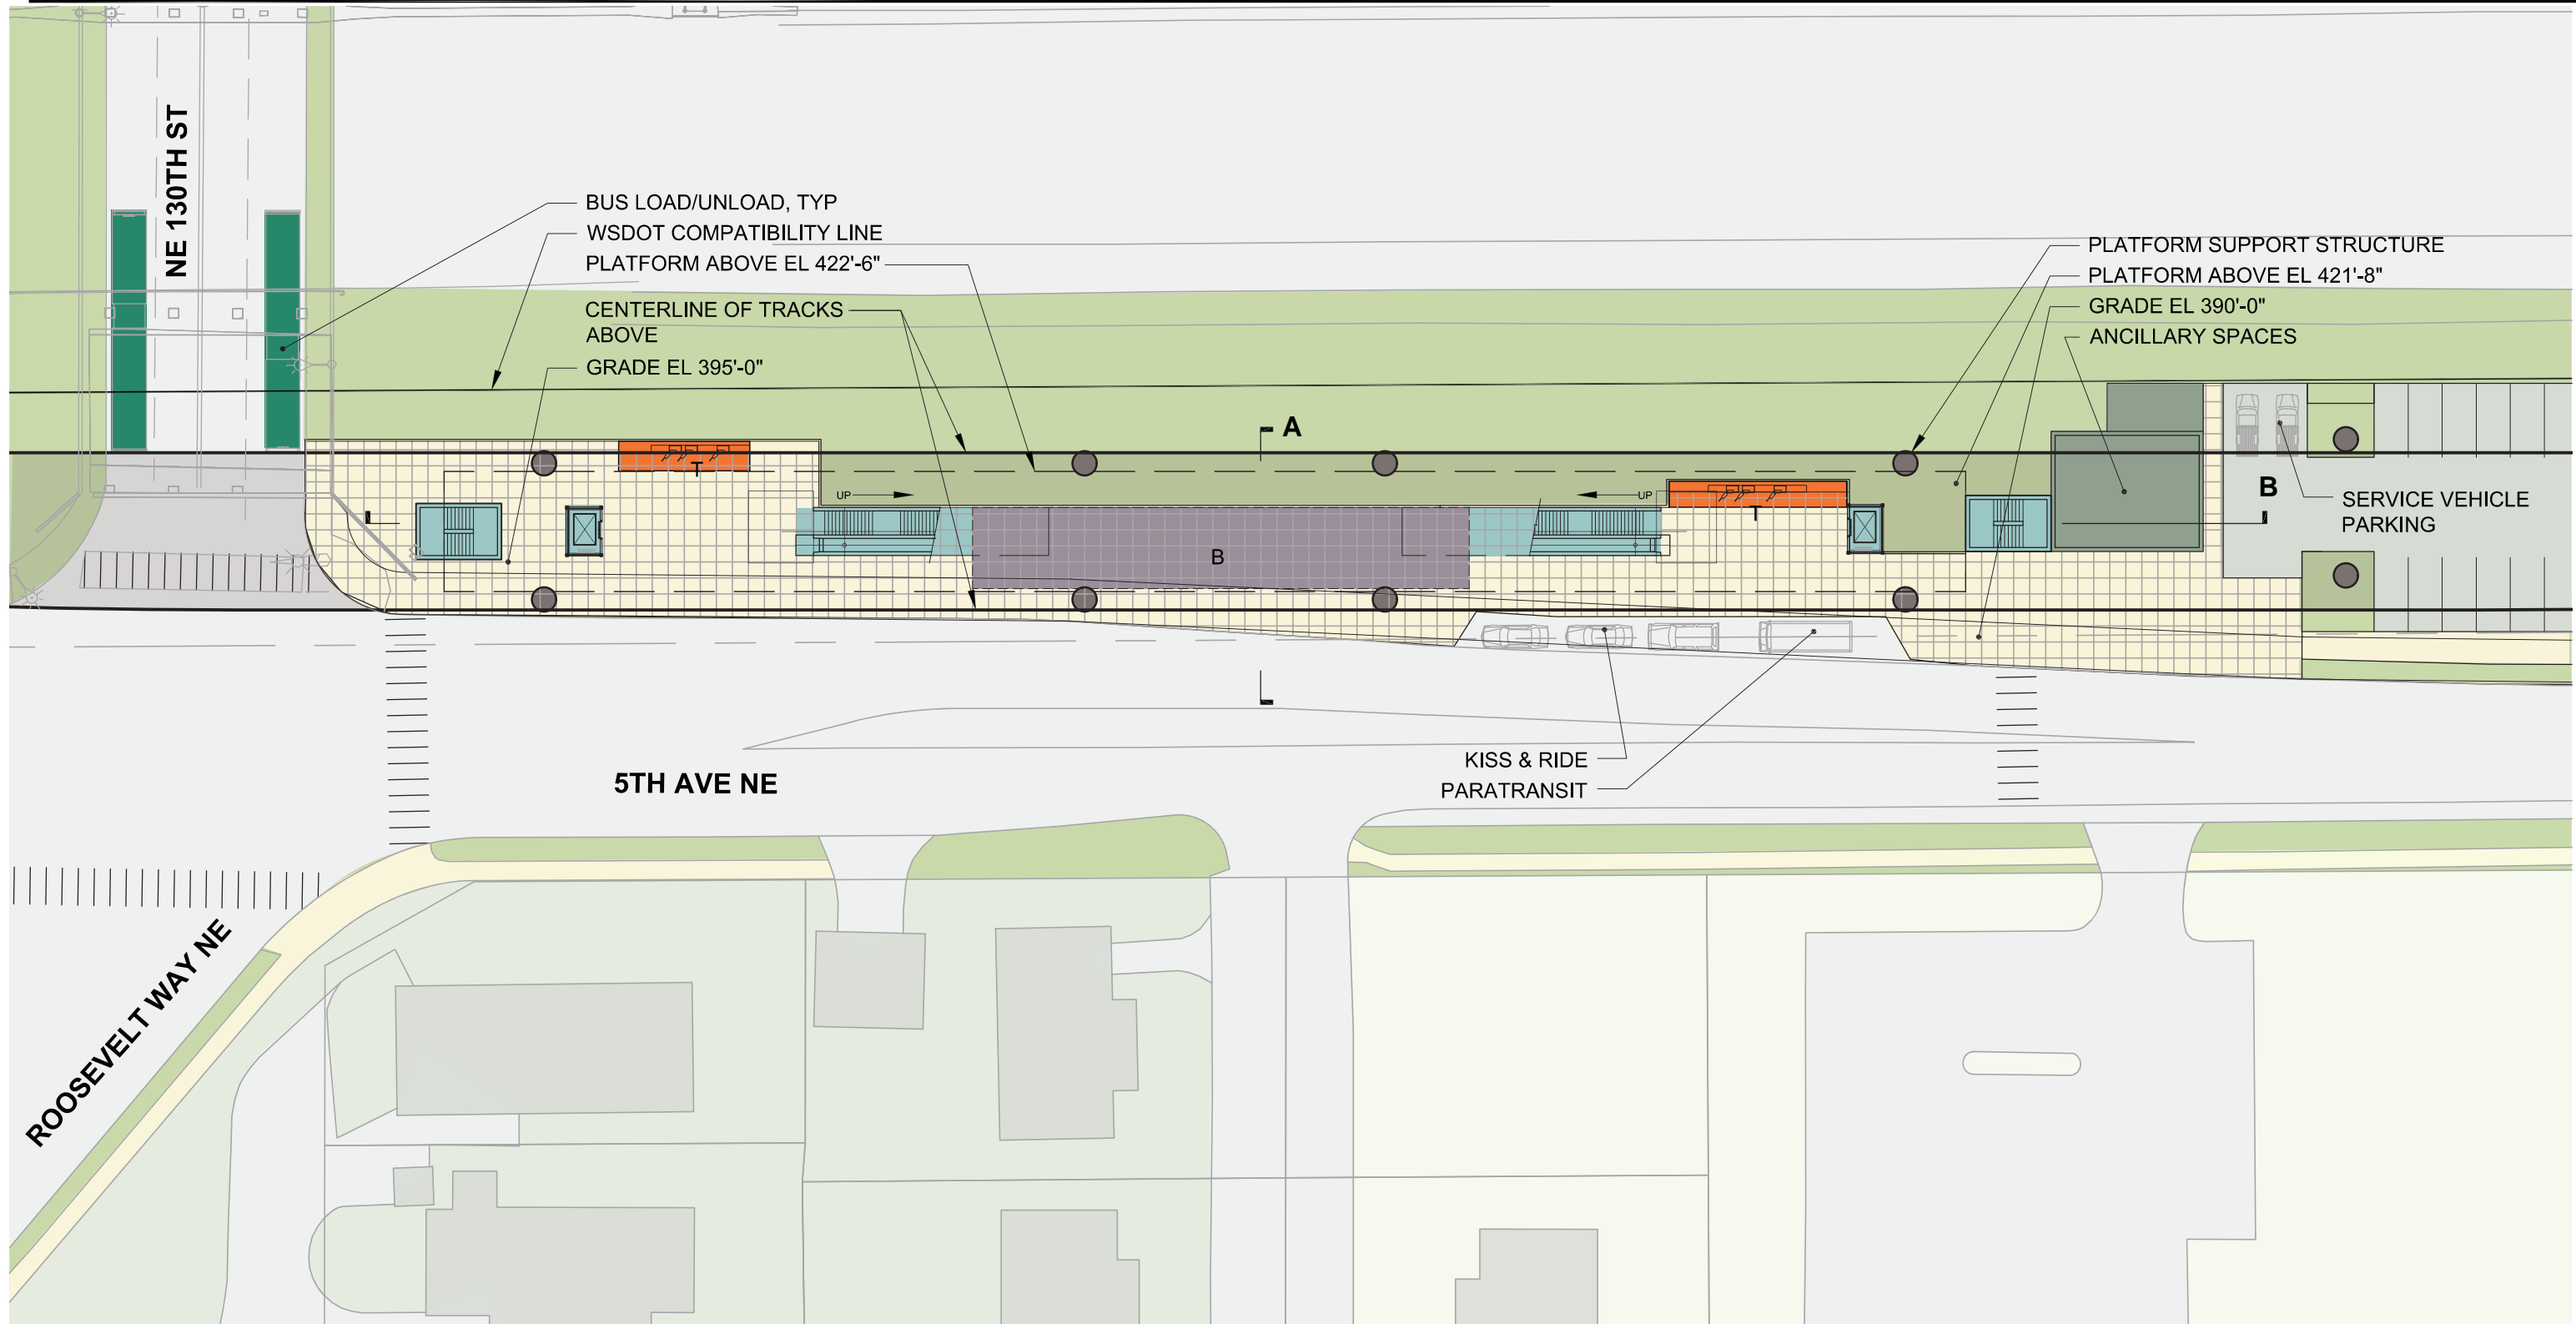 NE 130TH ST
BUS LOAD/UNLOAD, TYP
WSDOT COMPATIBILITY LINE
PLATFORM ABOVE EL 422'-6"
CENTERLINE OF TRACKS
ABOVE
GRADE EL 395'-0"
PLATFORM SUPPORT STRUCTURE
PLATFORM ABOVE EL 421'-8"
GRADE EL 390'-0"
ANCILLARY SPACES
A
T
UP
UP
T
B
SERVICE VEHICLE
PARKING
B
KISS & RIDE
PARATRANSIT
5TH AVE NE
ROOSEVELT WAY NE